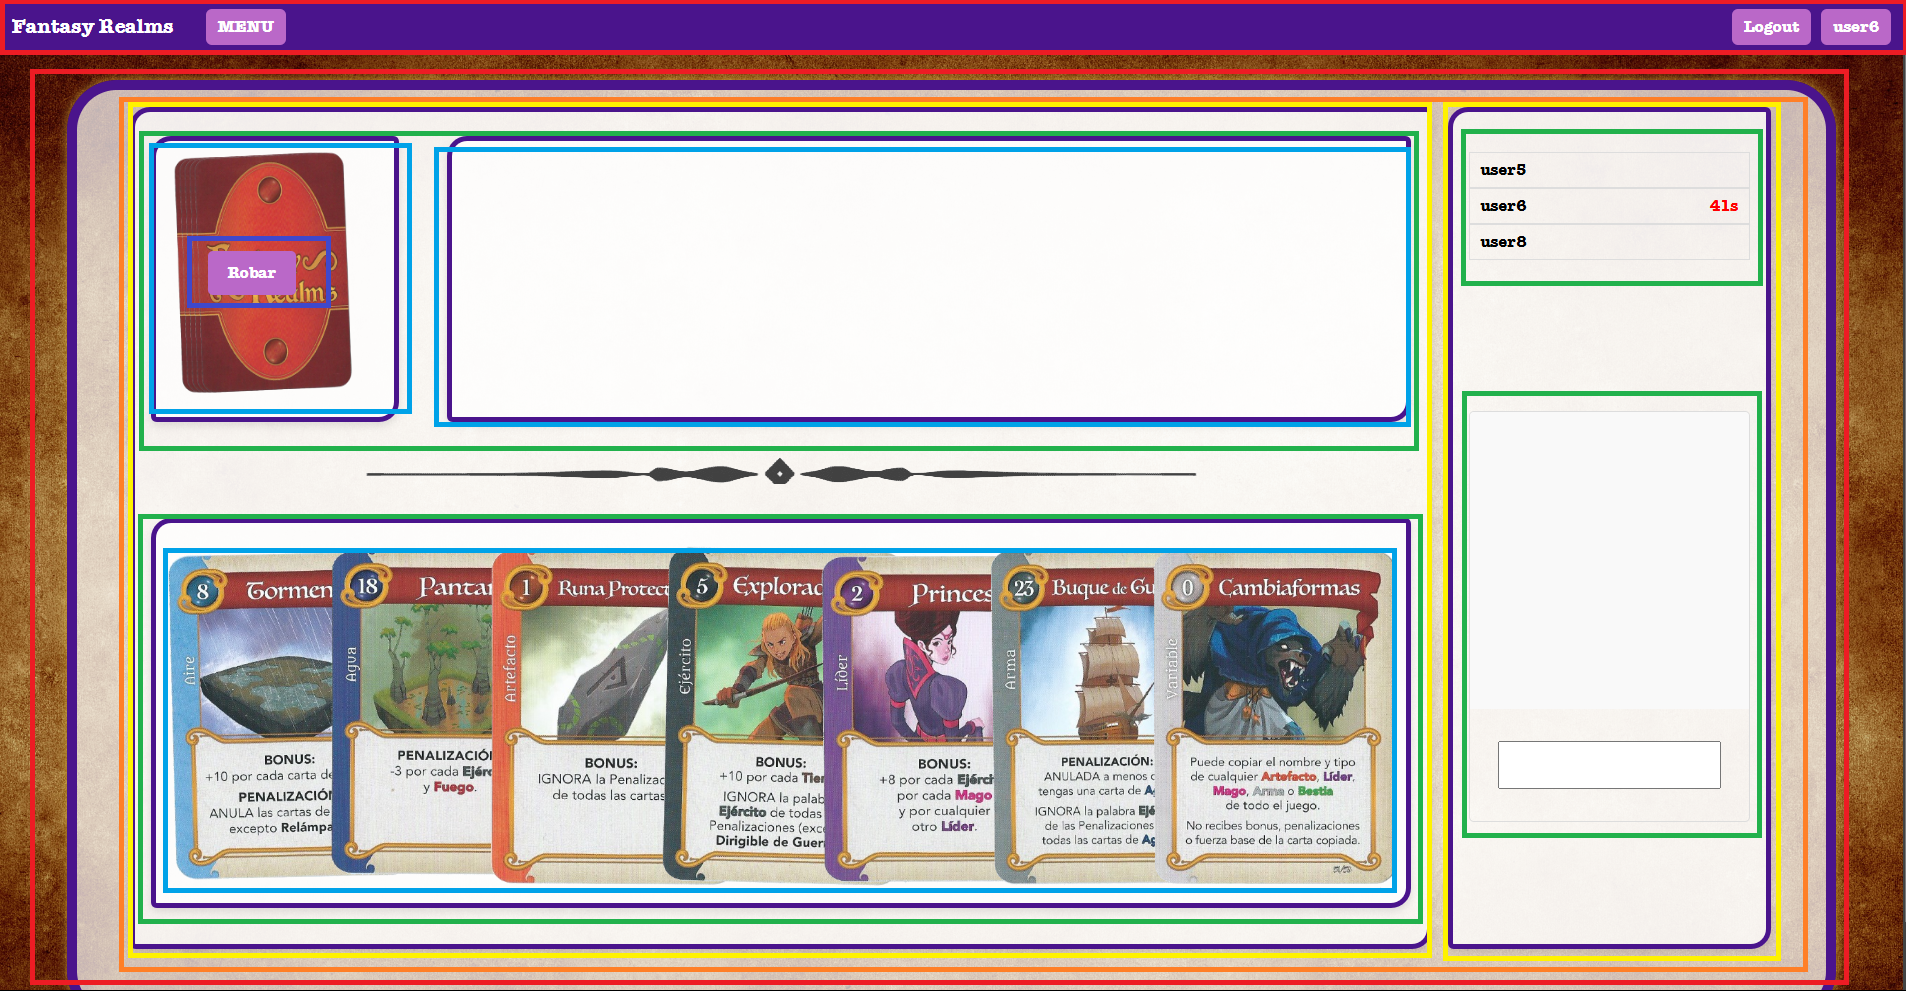 Fantasy Realms
MENU
Logout
user6
Robar
user5
user6
41s
user8
8
Tormen
Aire
BONUS:
+10 por cada carta de
PENALIZACIÓN
ANULA las cartas de
excepto Relámpa
18
Pantan
Agua
PENALIZACIÓN
-3 por cada Ejérc
y Fuego.
1
Runa Protect
Artefacto
BONUS:
IGNORA la Penalizac
de todas las cartas
5
Explorad
Ejército
BONUS:
+10 por cada Tier
IGNORA la palab
Ejército de todas
Penalizaciones (exc
Dirigible de Guer
2
Princes
Líder
BONUS:
+8 por cada Ejércit
por cada Mago
y por cualquier
otro Líder.
23
Buque de Gu
Arma
PENALIZACIÓN:
ANULADA a menos c
tengas una carta de Ag
IGNORA la palabra Ejé
de las Penalizaciones
todas las cartas de Ag
0
Cambiaformas
Variable
Puede copiar el nombre y tipo
de cualquier Artefacto, Líder,
Mago, Arma o Bestia
de todo el juego.
No recibes bonus, penalizaciones
o fuerza base de la carta copiada.